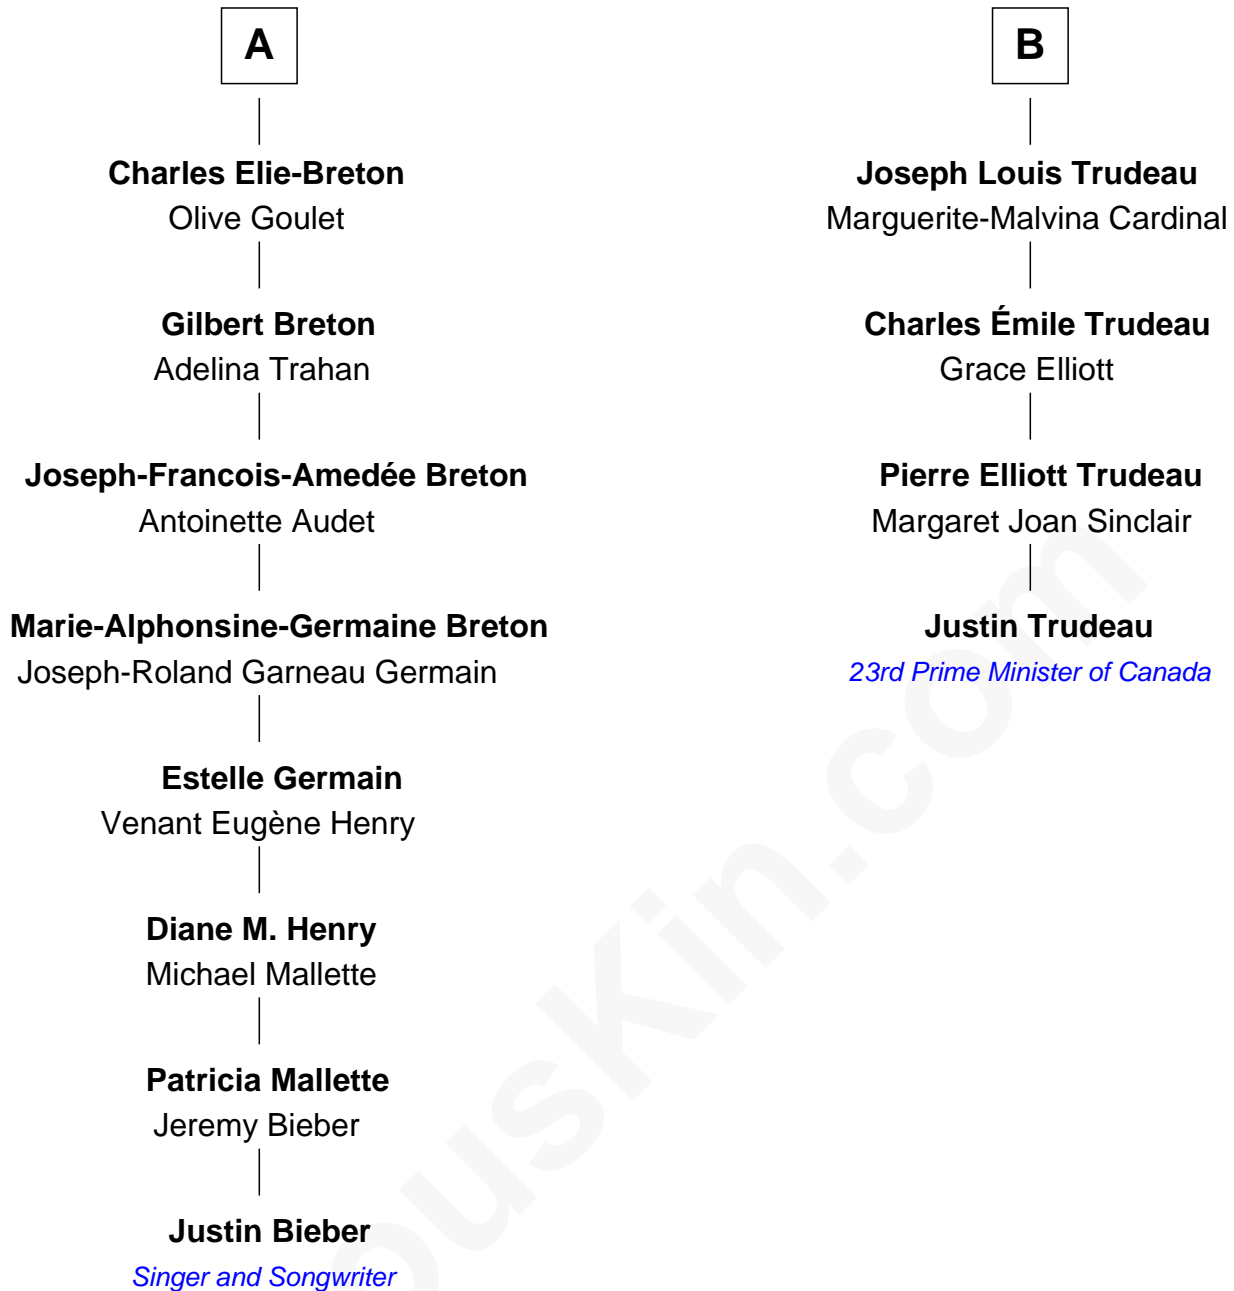 A
Charles Elie-Breton
Olive Goulet
Gilbert Breton
Adelina Trahan
Joseph-Francois-Amedée Breton
Antoinette Audet
Marie-Alphonsine-Germaine Breton
Joseph-Roland Garneau Germain
Estelle Germain
Venant Eugène Henry
Diane M. Henry
Michael Mallette
Patricia Mallette
Jeremy Bieber
Justin Bieber
Singer and Songwriter
B
Joseph Louis Trudeau
Marguerite-Malvina Cardinal
Charles Émile Trudeau
Grace Elliott
Pierre Elliott Trudeau
Margaret Joan Sinclair
Justin Trudeau
23rd Prime Minister of Canada
ousKin.com